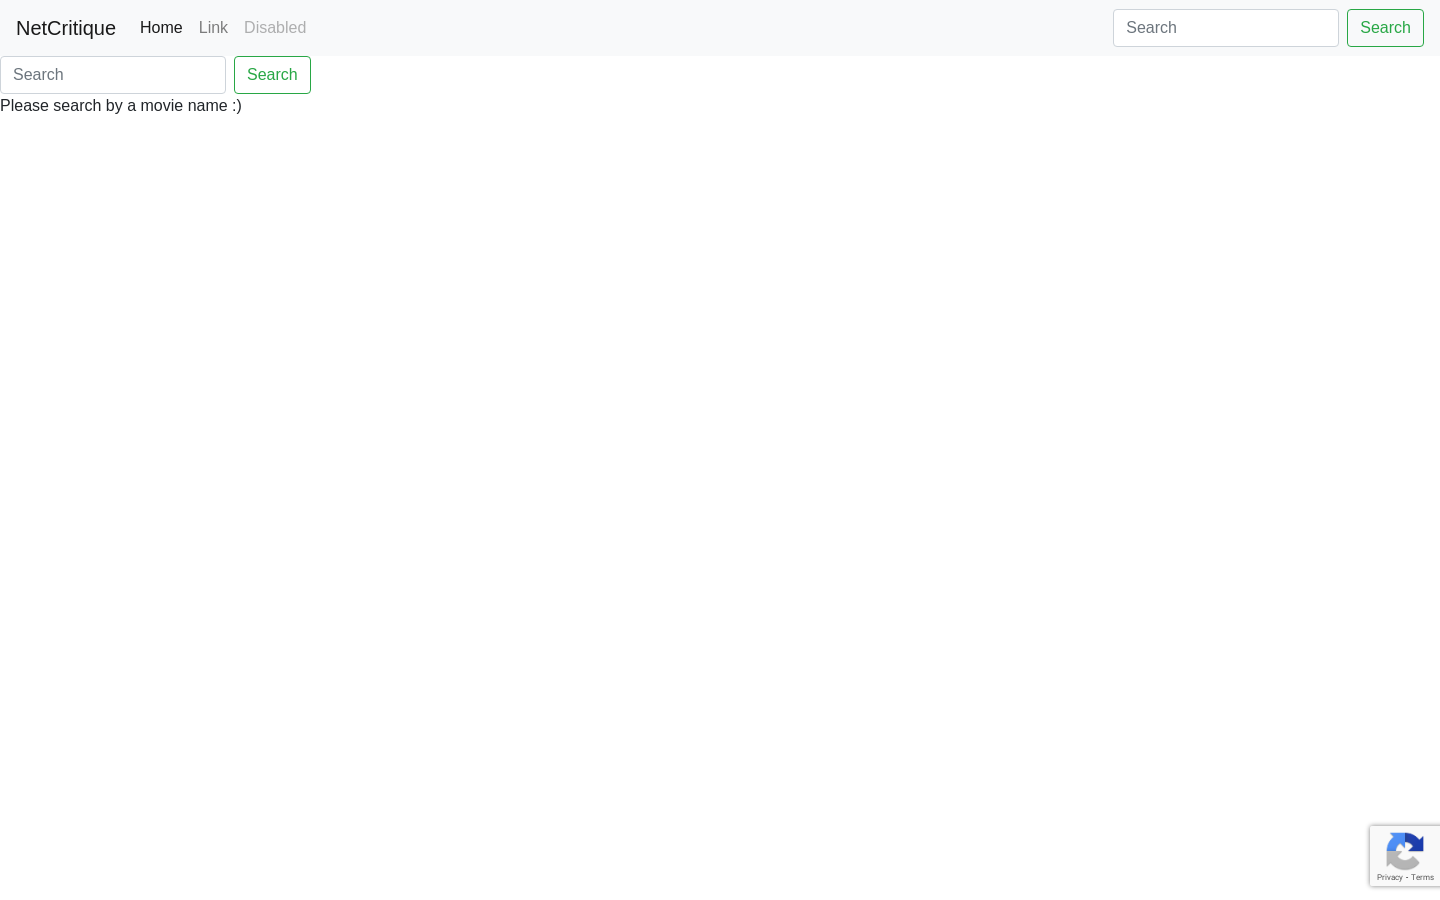 NetCritique Home Link Disabled Search Search
Search Search
Please search by a movie name :)
Privacy - Terms